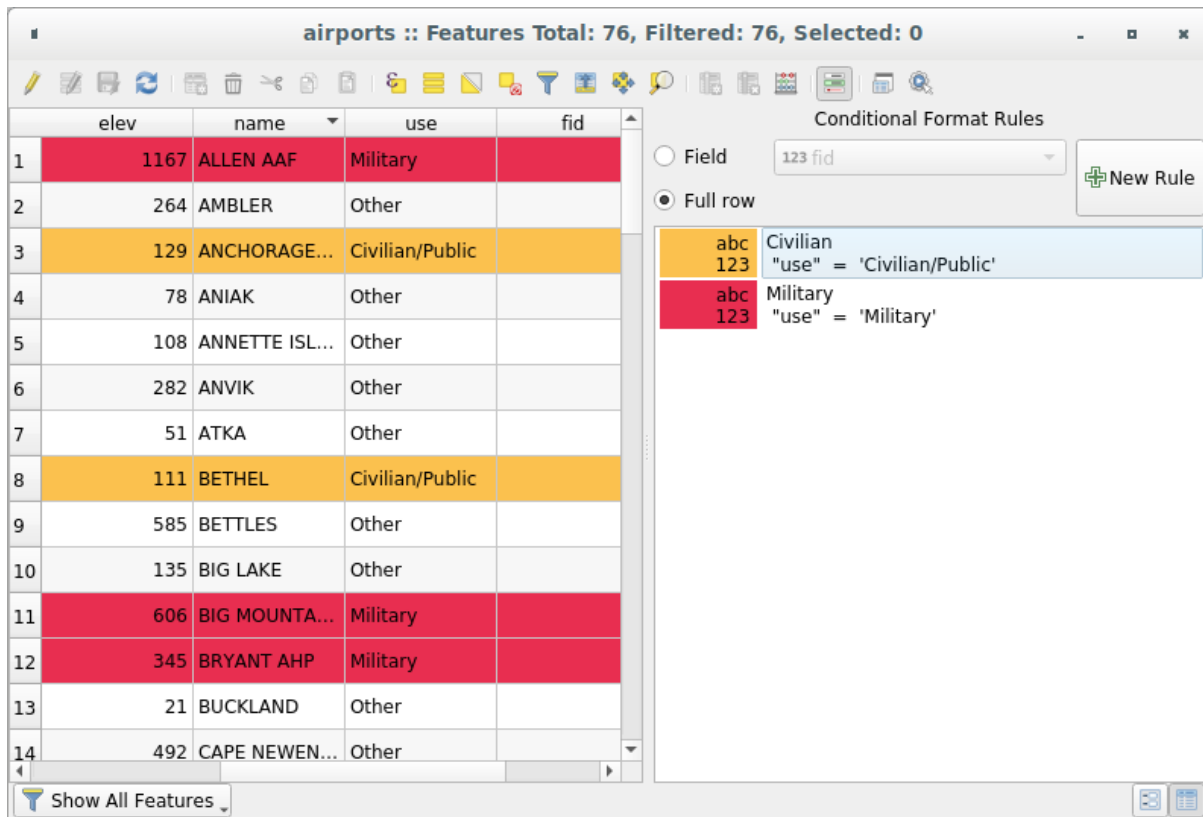 airports :: Features Total: 76, Filtered: 76, Selected: 0
elev name use fid
1 1167 ALLEN AAF Military
2 264 AMBLER Other
3 129 ANCHORAGE... Civilian/Public
4 78 ANIAK Other
5 108 ANNETTE ISL... Other
6 282 ANVIK Other
7 51 ATKA Other
8 111 BETHEL Civilian/Public
9 585 BETTLES Other
10 135 BIG LAKE Other
11 606 BIG MOUNTA... Military
12 345 BRYANT AHP Military
13 21 BUCKLAND Other
14 492 CAPE NEWEN... Other
Show All Features
Conditional Format Rules
Field 123 fid
Full row
New Rule
abc Civilian
123 "use" = 'Civilian/Public'
abc Military
123 "use" = 'Military'